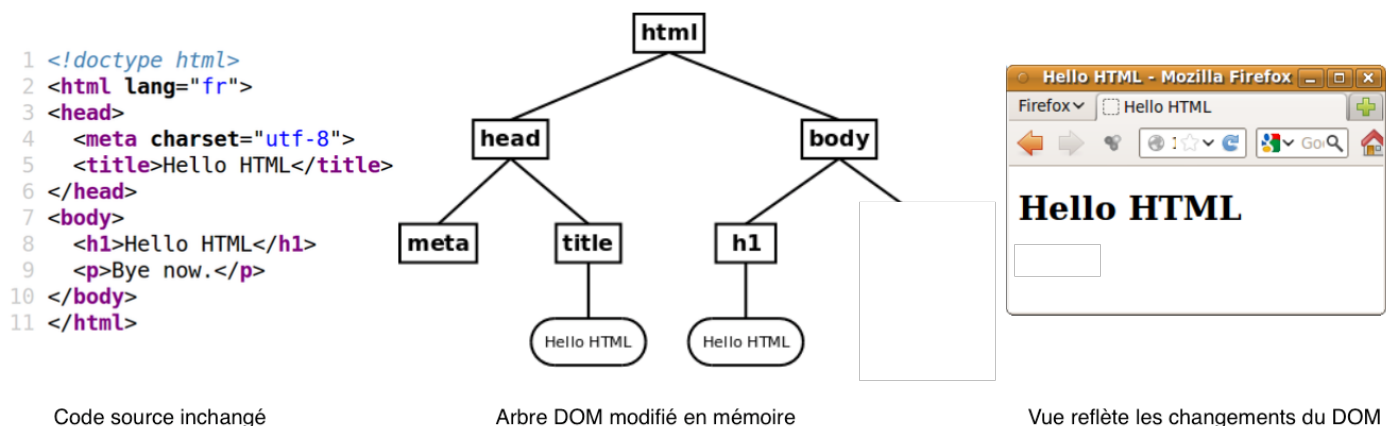 1 <!doctype html>
2 <html lang="fr">
3 <head>
4 <meta charset="utf-8">
5 <title>Hello HTML</title>
6 </head>
7 <body>
8 <h1>Hello HTML</h1>
9 <p>Bye now.</p>
10 </body>
11 </html>
Code source inchangé
html
head
body
meta
title
h1
Hello HTML
Hello HTML
Arbre DOM modifié en mémoire
Hello HTML - Mozilla Firefox
Firefox
Hello HTML
Hello HTML
Vue reflète les changements du DOM